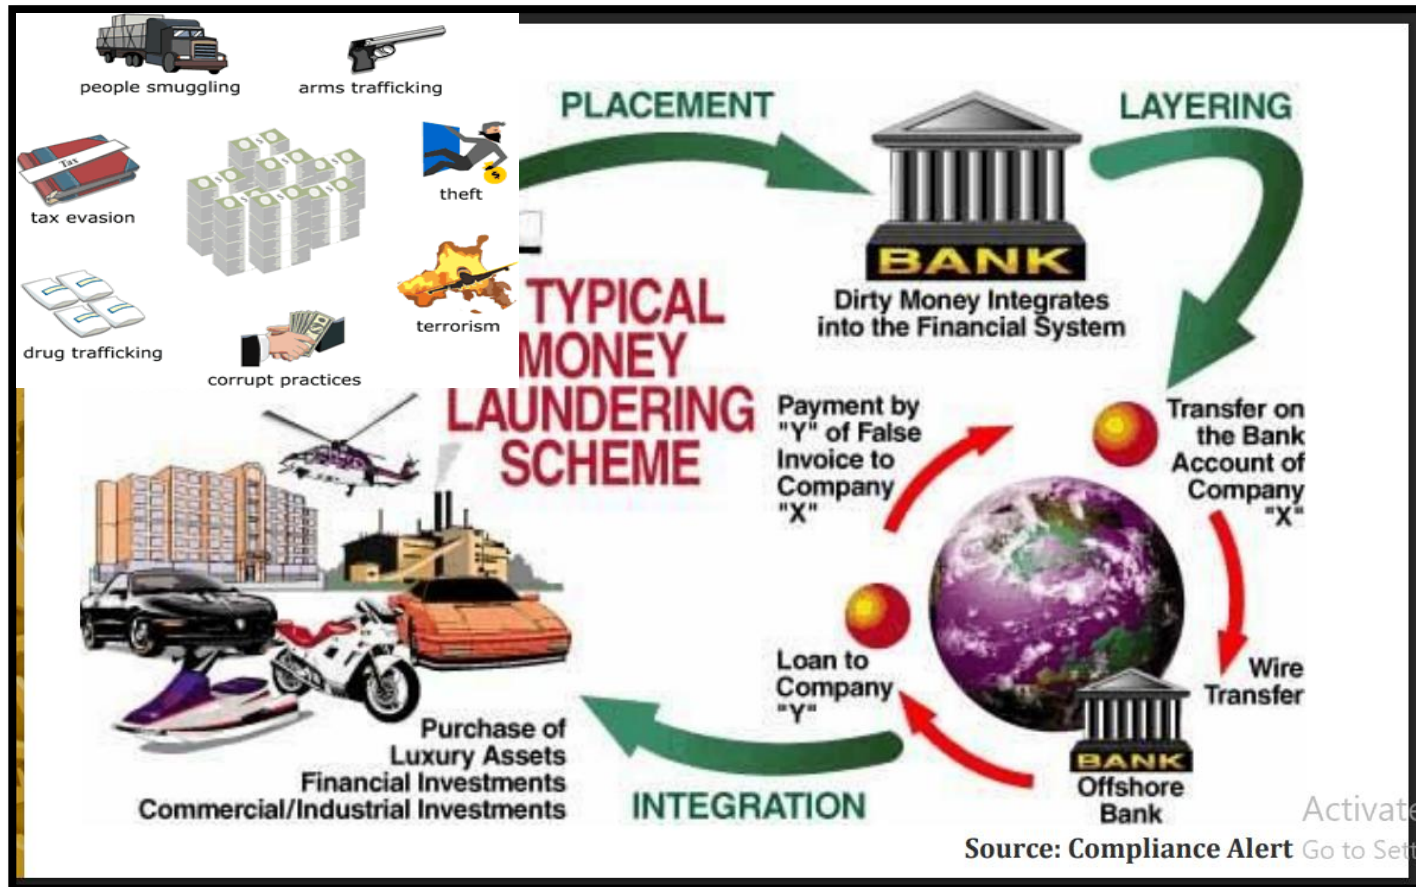 people smuggling
arms trafficking
Tax
tax evasion
theft
drug trafficking
terrorism
corrupt practices
PLACEMENT
LAYERING
BANK
Dirty Money Integrates
into the Financial System
TYPICAL
MONEY
LAUNDERING
SCHEME
Transfer on
the Bank
Account of
Company
"X"
Wire
Transfer
BANK
Offshore
Bank
Loan to
Company
"Y"
Payment by
"Y" of False
Invoice to
Company
"X"
INTEGRATION
Purchase of
Luxury Assets
Financial Investments
Commercial/Industrial Investments
Source: Compliance Alert
Activate
Go to Sett